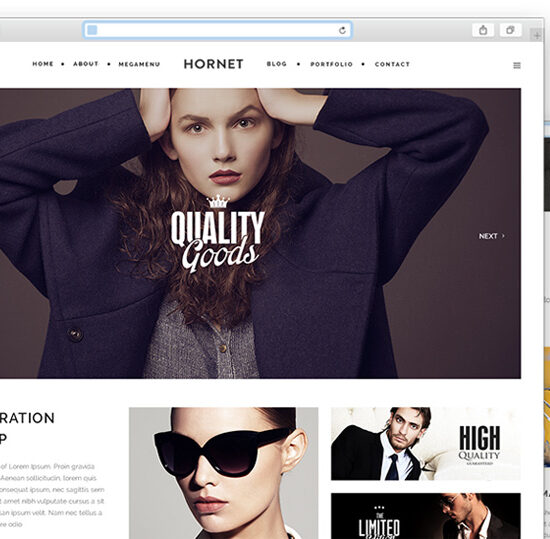 HOME • ABOUT • MEGAMENU HORNET BLOG • PORTFOLIO • CONTACT
QUALITY
Goods
NEXT ›
RATION
P
of Lorem Ipsum. Proin gravida
Aenean sollicitudin, lorem quis
onsequat ipsum, nec sagittis sem
t amet nibh vulputate cursus a sit
san ipsum velit. Nam nec tellus a
re odio
HIGH
QUALITY
GUARANTEED
THE
LIMITED